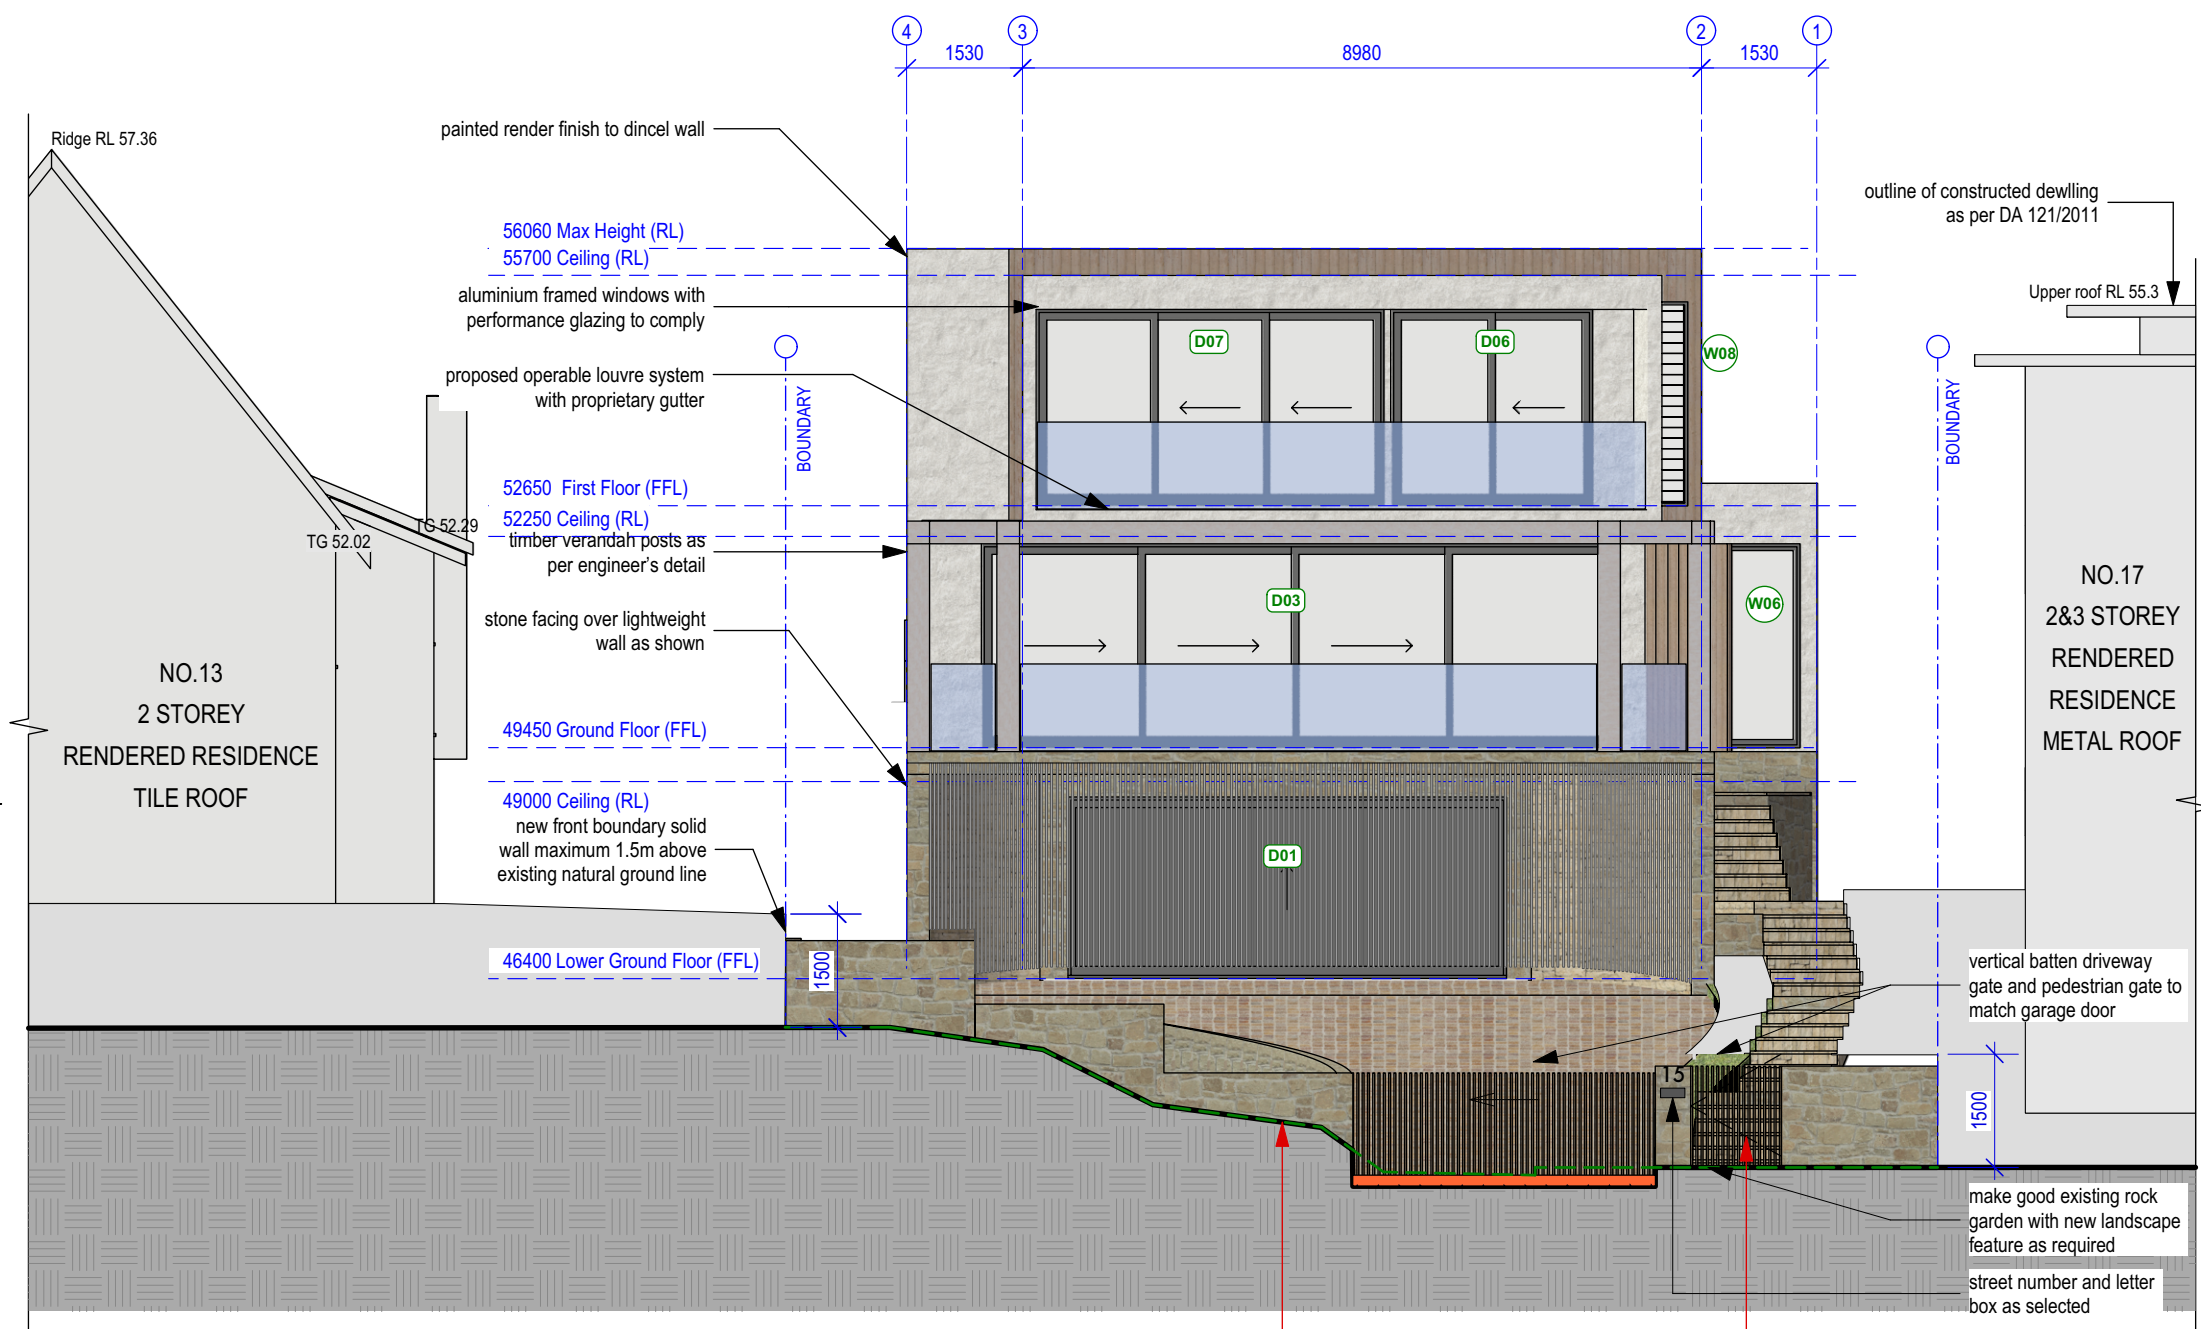 4
3
2
1
1530
8980
1530
Ridge RL 57.36
painted render finish to dincel wall
outline of constructed dewlling
as per DA 121/2011
56060 Max Height (RL)
55700 Ceiling (RL)
aluminium framed windows with
performance glazing to comply
Upper roof RL 55.3
D07
D06
W08
proposed operable louvre system
with proprietary gutter
BOUNDARY
BOUNDARY
52650 First Floor (FFL)
52250 Ceiling (RL)
TG 52.29
TG 52.02
timber verandah posts as
per engineer's detail
D03
W06
stone facing over lightweight
wall as shown
NO.13
2 STOREY
RENDERED RESIDENCE
TILE ROOF
NO.17
2&3 STOREY
RENDERED
RESIDENCE
METAL ROOF
49450 Ground Floor (FFL)
49000 Ceiling (RL)
new front boundary solid
wall maximum 1.5m above
existing natural ground line
D01
46400 Lower Ground Floor (FFL)
1500
vertical batten driveway
gate and pedestrian gate to
match garage door
15
1500
make good existing rock
garden with new landscape
feature as required
street number and letter
box as selected